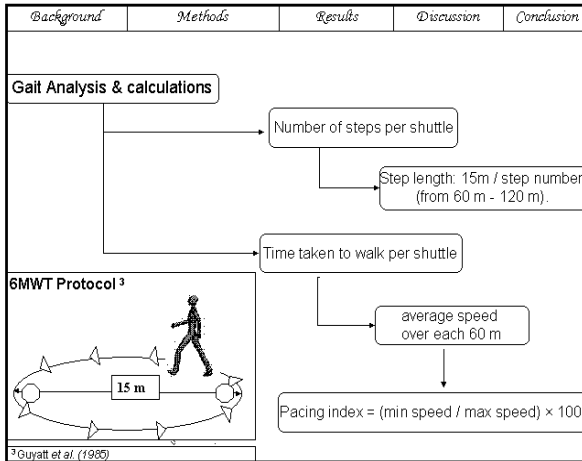 Background Methods Results Discussion Conclusion
Gait Analysis & calculations
Number of steps per shuttle
Step length: 15m / step number
(from 60 m - 120 m).
Time taken to walk per shuttle
6MWT Protocol ³
average speed
over each 60 m
15 m
Pacing index = (min speed / max speed) × 100
³ Guyatt et al. (1985)